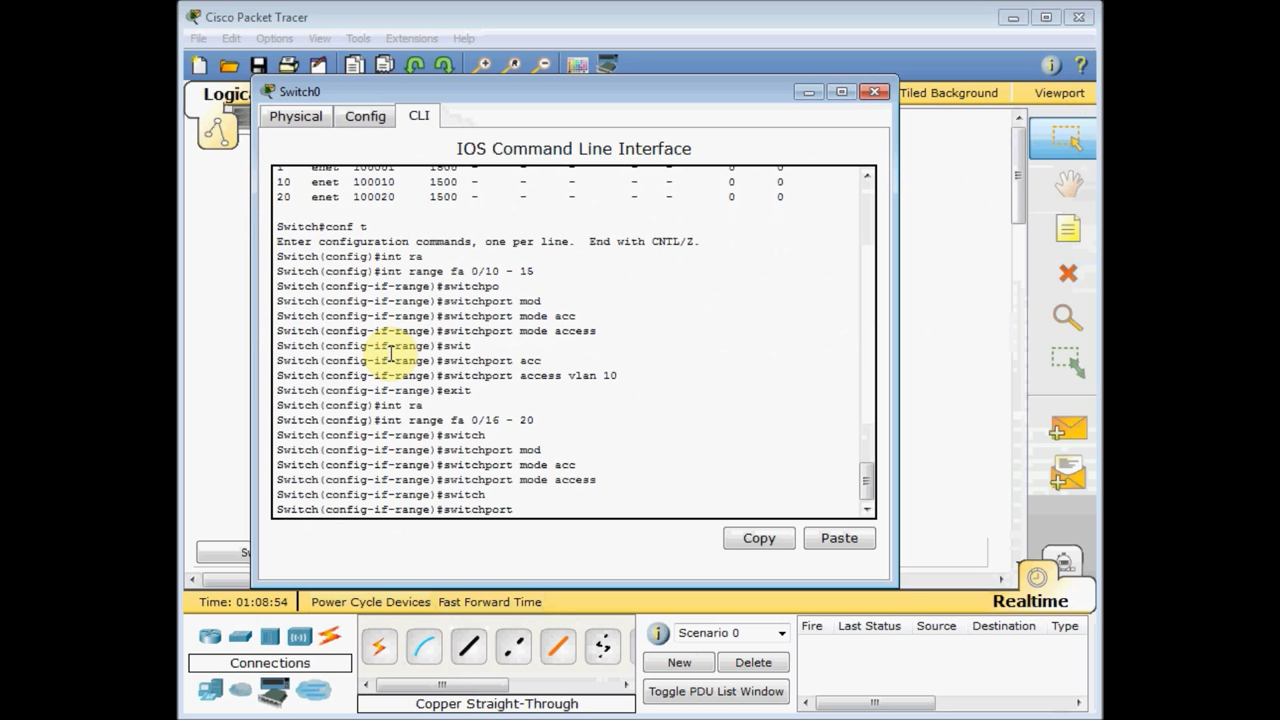 Cisco Packet Tracer
File Edit Options View Tools Extensions Help
Logic
Tiled Background
Viewport
Switch0
Physical
Config
CLI
IOS Command Line Interface
1 enet 100001 1500 - - - - - 0 0
10 enet 100010 1500 - - - - - 0 0
20 enet 100020 1500 - - - - - 0 0
Switch#conf t
Enter configuration commands, one per line. End with CNTL/Z.
Switch(config)#int ra
Switch(config)#int range fa 0/10 - 15
Switch(config-if-range)#switchpo
Switch(config-if-range)#switchport mod
Switch(config-if-range)#switchport mode acc
Switch(config-if-range)#switchport mode access
Switch(config-if-range)#swit
Switch(config-if-range)#switchport acc
Switch(config-if-range)#switchport access vlan 10
Switch(config-if-range)#exit
Switch(config)#int ra
Switch(config)#int range fa 0/16 - 20
Switch(config-if-range)#switch
Switch(config-if-range)#switchport mod
Switch(config-if-range)#switchport mode acc
Switch(config-if-range)#switchport mode access
Switch(config-if-range)#switch
Switch(config-if-range)#switchport
Copy
Paste
Time: 01:08:54
Power Cycle Devices Fast Forward Time
Realtime
Connections
Copper Straight-Through
Scenario 0
New
Delete
Toggle PDU List Window
Fire Last Status Source Destination Type